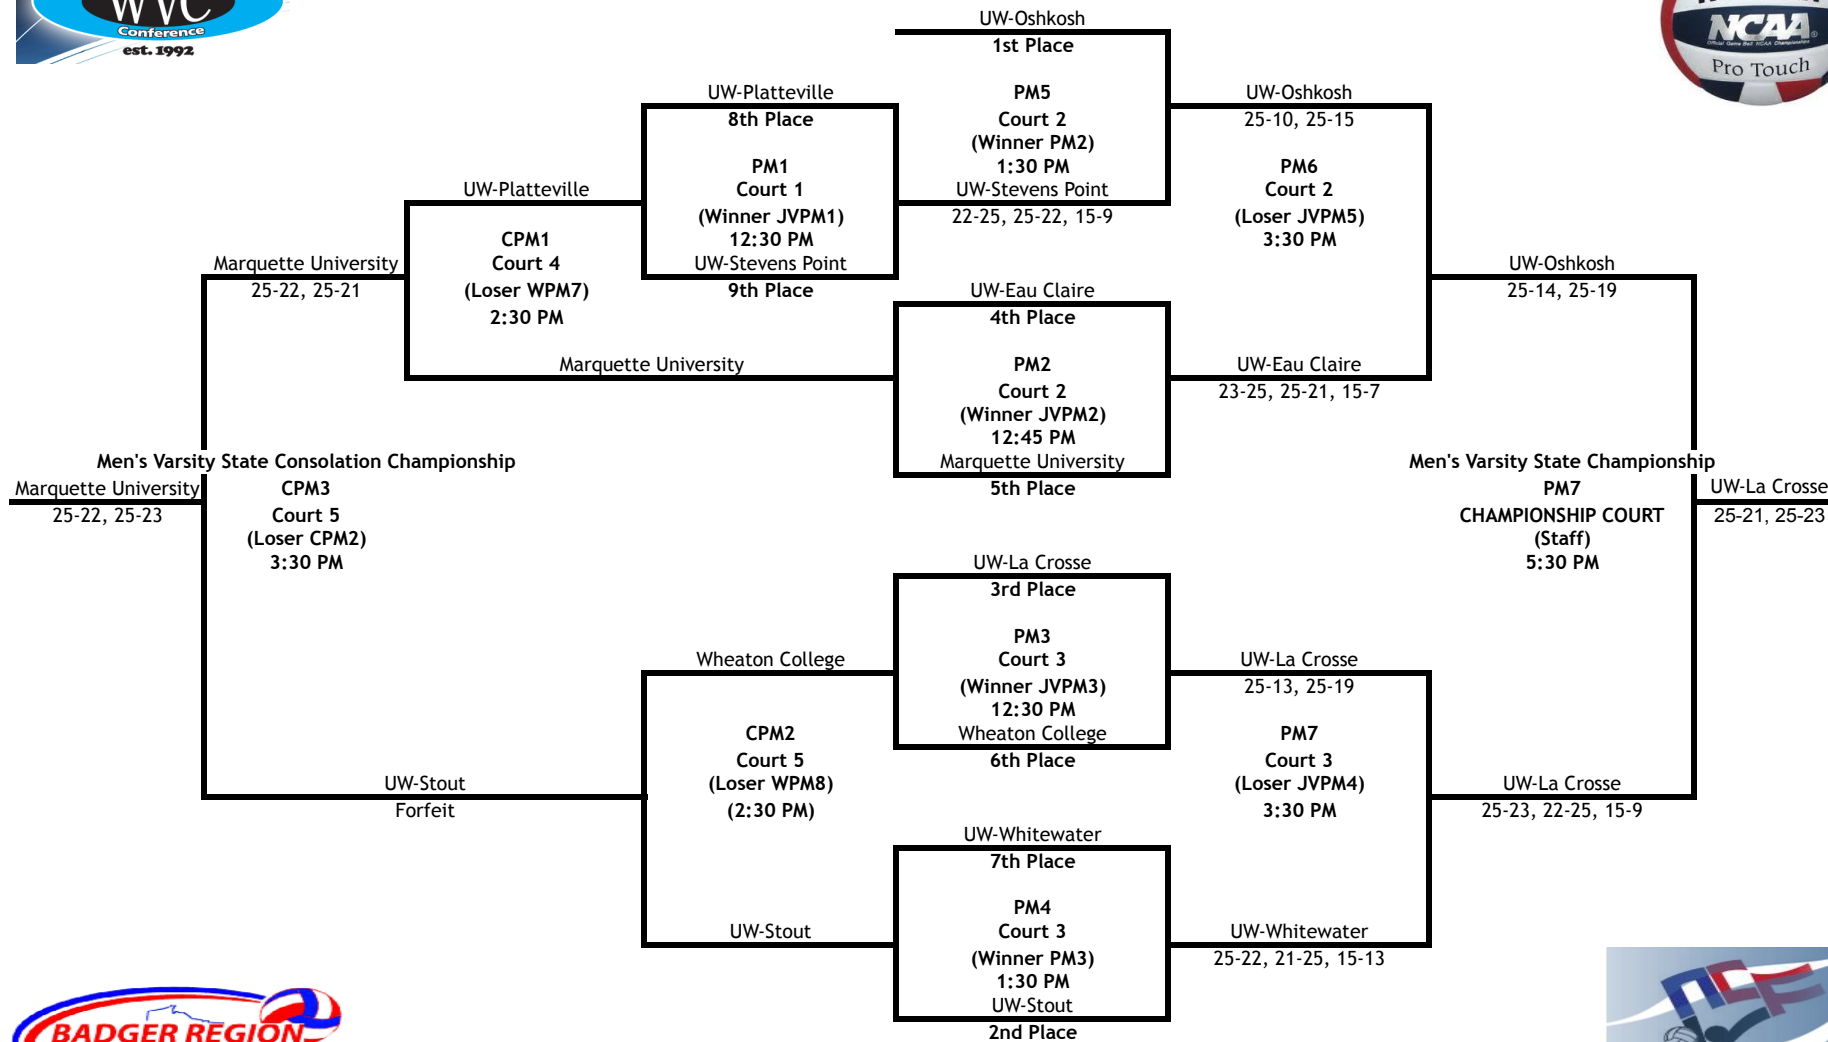 WVC
Conference
est. 1992
NCAA
Pro Touch
UW-Oshkosh
1st Place
UW-Platteville
8th Place
PM5
Court 2
(Winner PM2)
1:30 PM
UW-Oshkosh
25-10, 25-15
PM1
Court 1
(Winner JVPM1)
12:30 PM
PM6
Court 2
(Loser JVPM5)
3:30 PM
UW-Platteville
UW-Stevens Point
22-25, 25-22, 15-9
CPM1
Court 4
(Loser WPM7)
2:30 PM
Marquette University
25-22, 25-21
UW-Stevens Point
9th Place
UW-Oshkosh
25-14, 25-19
UW-Eau Claire
4th Place
Marquette University
PM2
Court 2
(Winner JVPM2)
12:45 PM
UW-Eau Claire
23-25, 25-21, 15-7
Marquette University
5th Place
Men's Varsity State Consolation Championship
Marquette University
25-22, 25-23
CPM3
Court 5
(Loser CPM2)
3:30 PM
Men's Varsity State Championship
PM7
CHAMPIONSHIP COURT
(Staff)
5:30 PM
UW-La Crosse
25-21, 25-23
UW-La Crosse
3rd Place
PM3
Court 3
(Winner JVPM3)
12:30 PM
Wheaton College
UW-La Crosse
25-13, 25-19
Wheaton College
6th Place
CPM2
Court 5
(Loser WPM8)
(2:30 PM)
PM7
Court 3
(Loser JVPM4)
3:30 PM
UW-Stout
Forfeit
UW-La Crosse
25-23, 22-25, 15-9
UW-Whitewater
7th Place
PM4
Court 3
(Winner PM3)
1:30 PM
UW-Stout
UW-Whitewater
25-22, 21-25, 15-13
UW-Stout
2nd Place
BADGER REGION
NCF